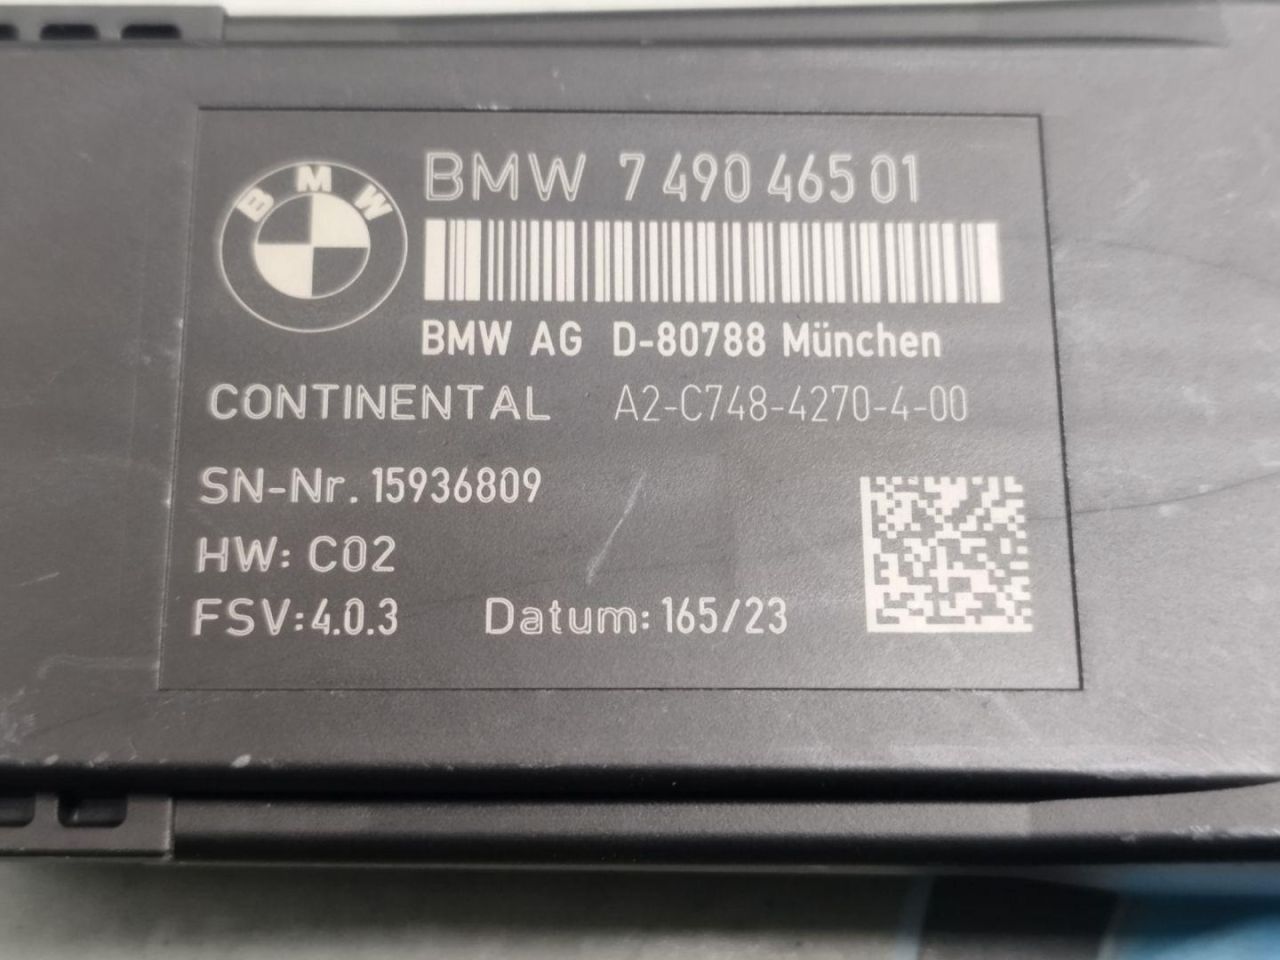 BMW
BMW 7 490 465 01
BMW AG D-80788 München
CONTINENTAL A2-C748-4270-4-00
SN-Nr. 15936809
HW: C02
FSV:4.0.3 Datum: 165/23